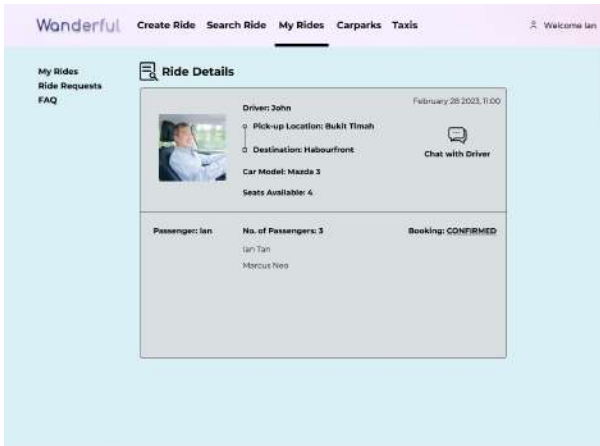 Wanderful
Create Ride Search Ride My Rides Carparks Taxis
Welcome Ian
My Rides
Ride Requests
FAQ
Ride Details
Driver: John
February 28 2023, 11:00
Pick-up Location: Bukit Timah
Destination: Habourfront
Chat with Driver
Car Model: Mazda 3
Seats Available: 4
Passenger: Ian
No. of Passengers: 3
Booking: CONFIRMED
Ian Tan
Marcus Neo